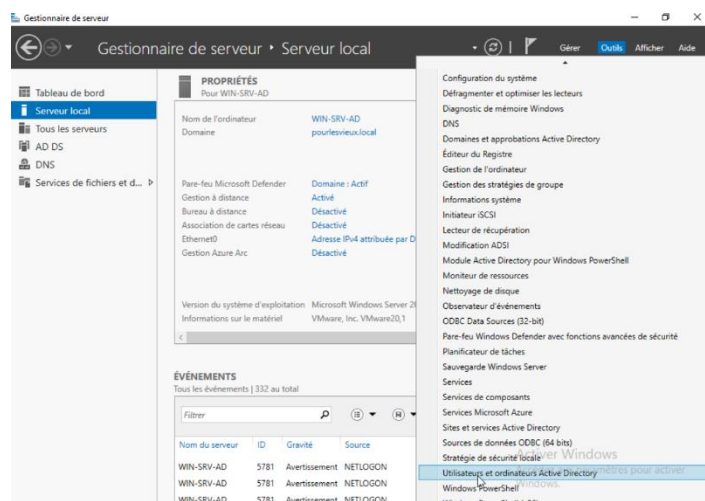 Gestionnaire de serveur
Gestionnaire de serveur • Serveur local
Gérer Outils Afficher Aide
Tableau de bord
Serveur local
Tous les serveurs
AD DS
DNS
Services de fichiers et d...
PROPRIÉTÉS
Pour WIN-SRV-AD
Nom de l'ordinateur WIN-SRV-AD
Domaine pourlesvieux.local
Pare-feu Microsoft Defender Domaine : Actif
Gestion à distance Activé
Bureau à distance Désactivé
Association de cartes réseau Désactivé
Ethernet0 Adresse IPv4 attribuée par D
Gestion Azure Arc Désactivé
Version du système d'exploitation Microsoft Windows Server 2
Informations sur le matériel VMware, Inc. VMware20,1
ÉVÉNEMENTS
Tous les événements | 332 au total
Filtrer
Nom du serveur ID Gravité Source
WIN-SRV-AD 5781 Avertissement NETLOGON
WIN-SRV-AD 5781 Avertissement NETLOGON
WIN-SRV-AD 5781 Avertissement NETLOGON
Configuration du système
Défragmenter et optimiser les lecteurs
Diagnostic de mémoire Windows
DNS
Domaines et approbations Active Directory
Éditeur du Registre
Gestion de l'ordinateur
Gestion des stratégies de groupe
Informations système
Initiateur iSCSI
Lecteur de récupération
Modification ADSI
Module Active Directory pour Windows PowerShell
Moniteur de ressources
Nettoyage de disque
Observateur d'événements
ODBC Data Sources (32-bit)
Pare-feu Windows Defender avec fonctions avancées de sécurité
Planificateur de tâches
Sauvegarde Windows Server
Services
Services de composants
Services Microsoft Azure
Sites et services Active Directory
Sources de données ODBC (64 bits)
Stratégie de sécurité locale
Utilisateurs et ordinateurs Active Directory
Windows PowerShell
Activer Windows
pour activer
Windows.